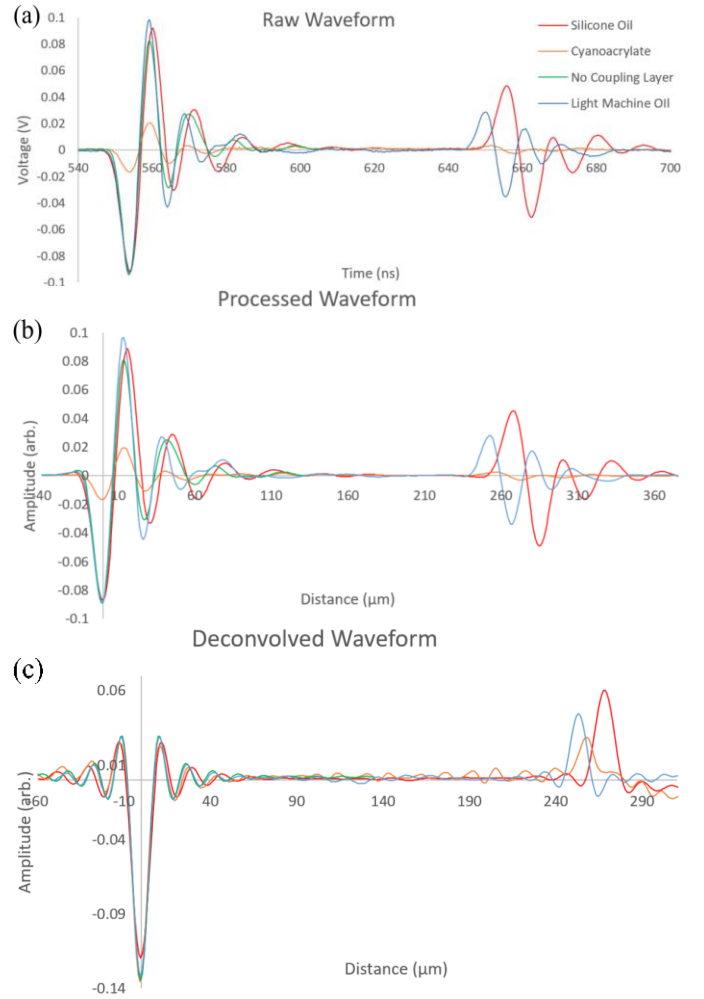 (a)
Raw Waveform
Silicone Oil
Cyanoacrylate
No Coupling Layer
Light Machine OIl
Voltage (V)
0.1
0.08
0.06
0.04
0.02
0
-0.02
-0.04
-0.06
-0.08
-0.1
540 560 580 600 620 640 660 680 700
Time (ns)
Processed Waveform
(b)
Amplitude (arb.)
0.1
0.08
0.06
0.04
0.02
0
-0.02
-0.04
-0.06
-0.08
-0.1
-40 10 60 110 160 210 260 310 360
Distance (µm)
Deconvolved Waveform
(c)
Amplitude (arb.)
0.06
0.01
-0.04
-0.09
-0.14
-60 -10 40 90 140 190 240 290
Distance (µm)